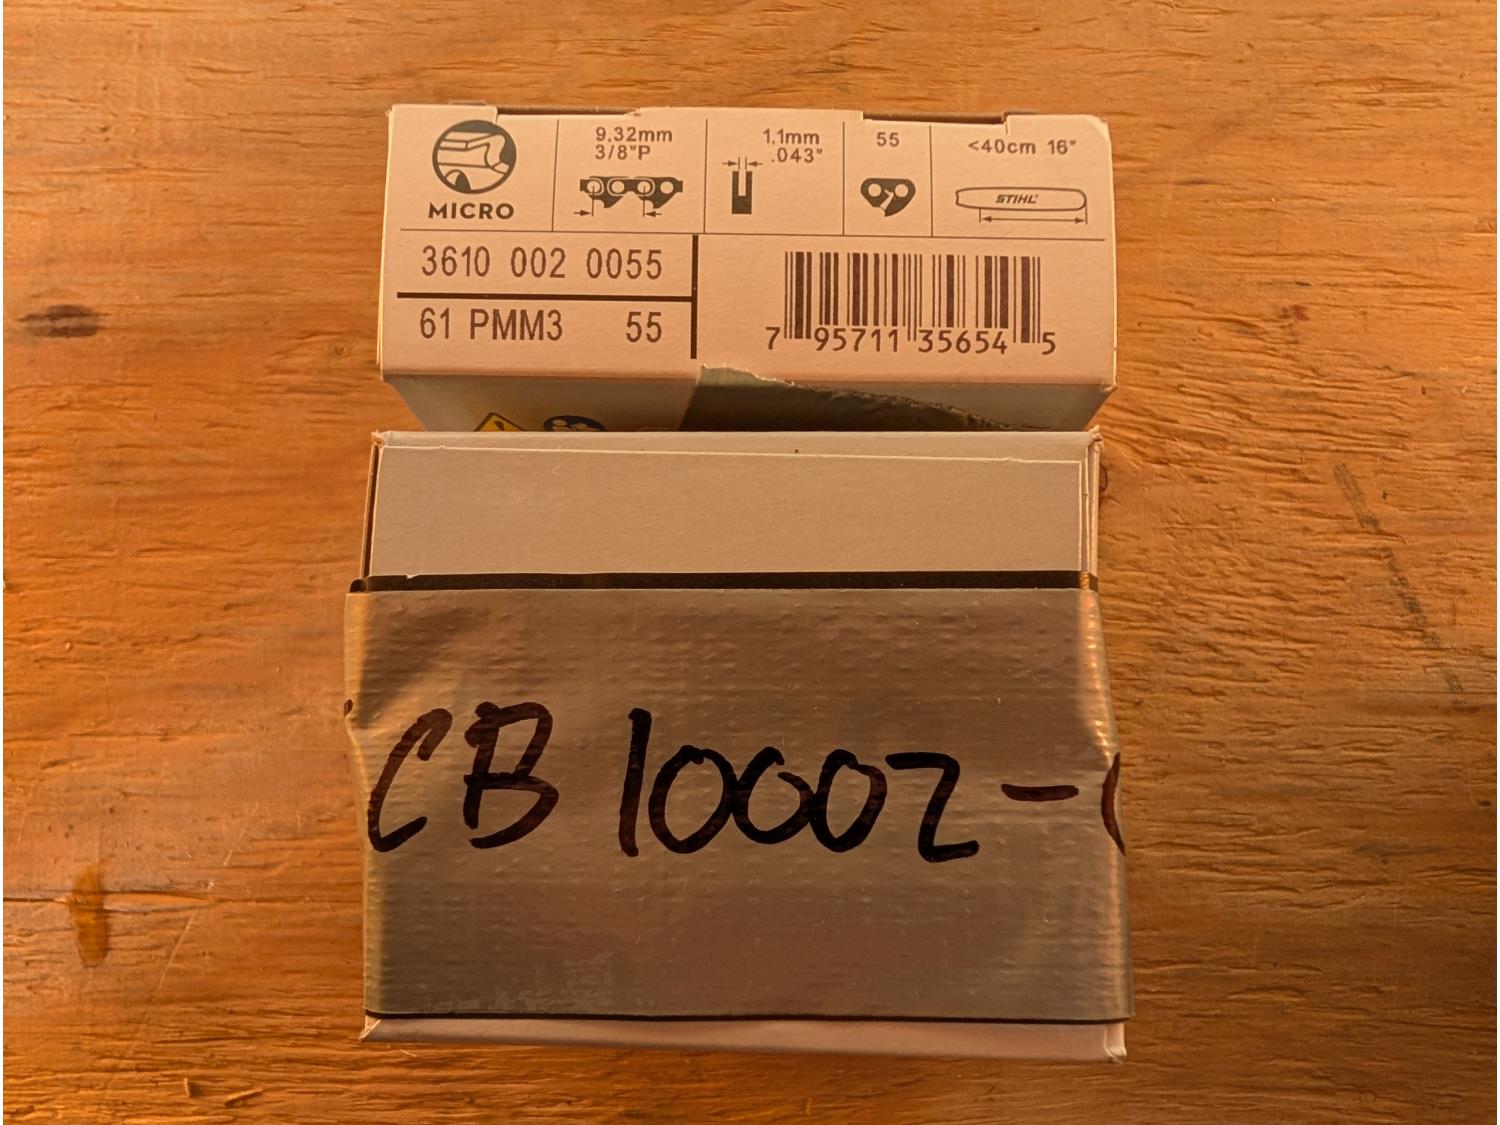 9,32mm
3/8"P
1,1mm
.043"
55
<40cm 16"
STIHL
MICRO
3610 002 0055
61 PMM3 55
7 95711 35654 5
CB 10002-